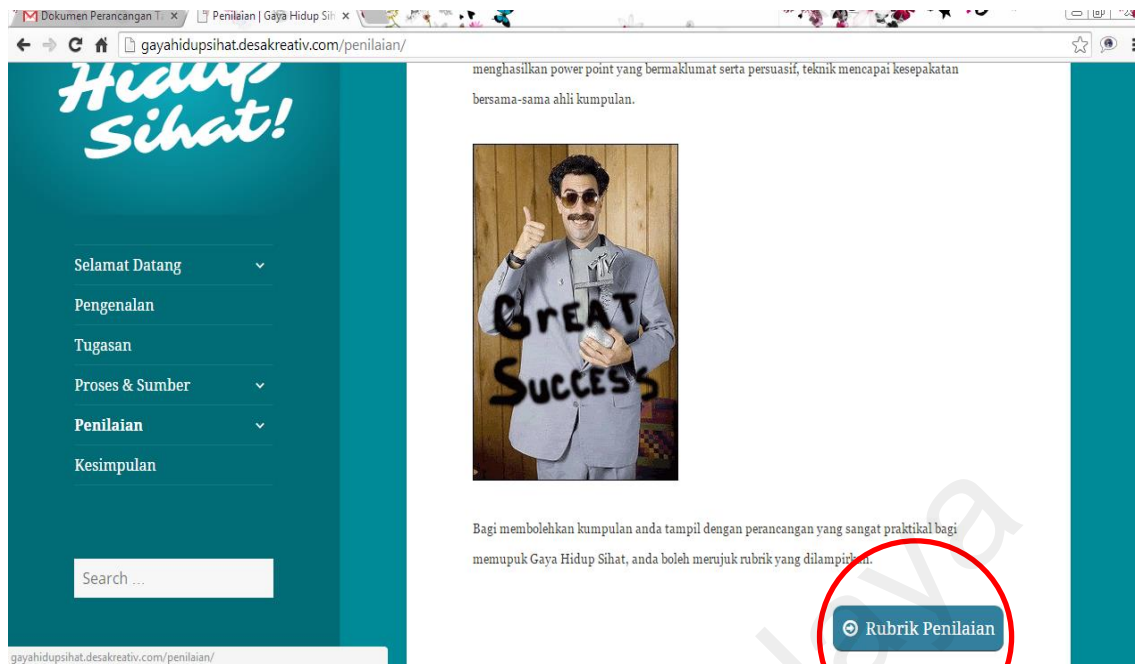 Dokumen Perancangan T
Penilaian | Gaya Hidup Sih
gayahidupsihat.desakreativ.com/penilaian/
Hidup
Sihat!
Selamat Datang
Pengenalan
Tugasan
Proses & Sumber
Penilaian
Kesimpulan
Search ...
menghasilkan power point yang bermaklumat serta persuasif, teknik mencapai kesepakatan
bersama-sama ahli kumpulan.
GrEAT
SuccESS
Bagi membolehkan kumpulan anda tampil dengan perancangan yang sangat praktikal bagi
memupuk Gaya Hidup Sihat, anda boleh merujuk rubrik yang dilampirkan.
Rubrik Penilaian
gayahidupsihat.desakreativ.com/penilaian/